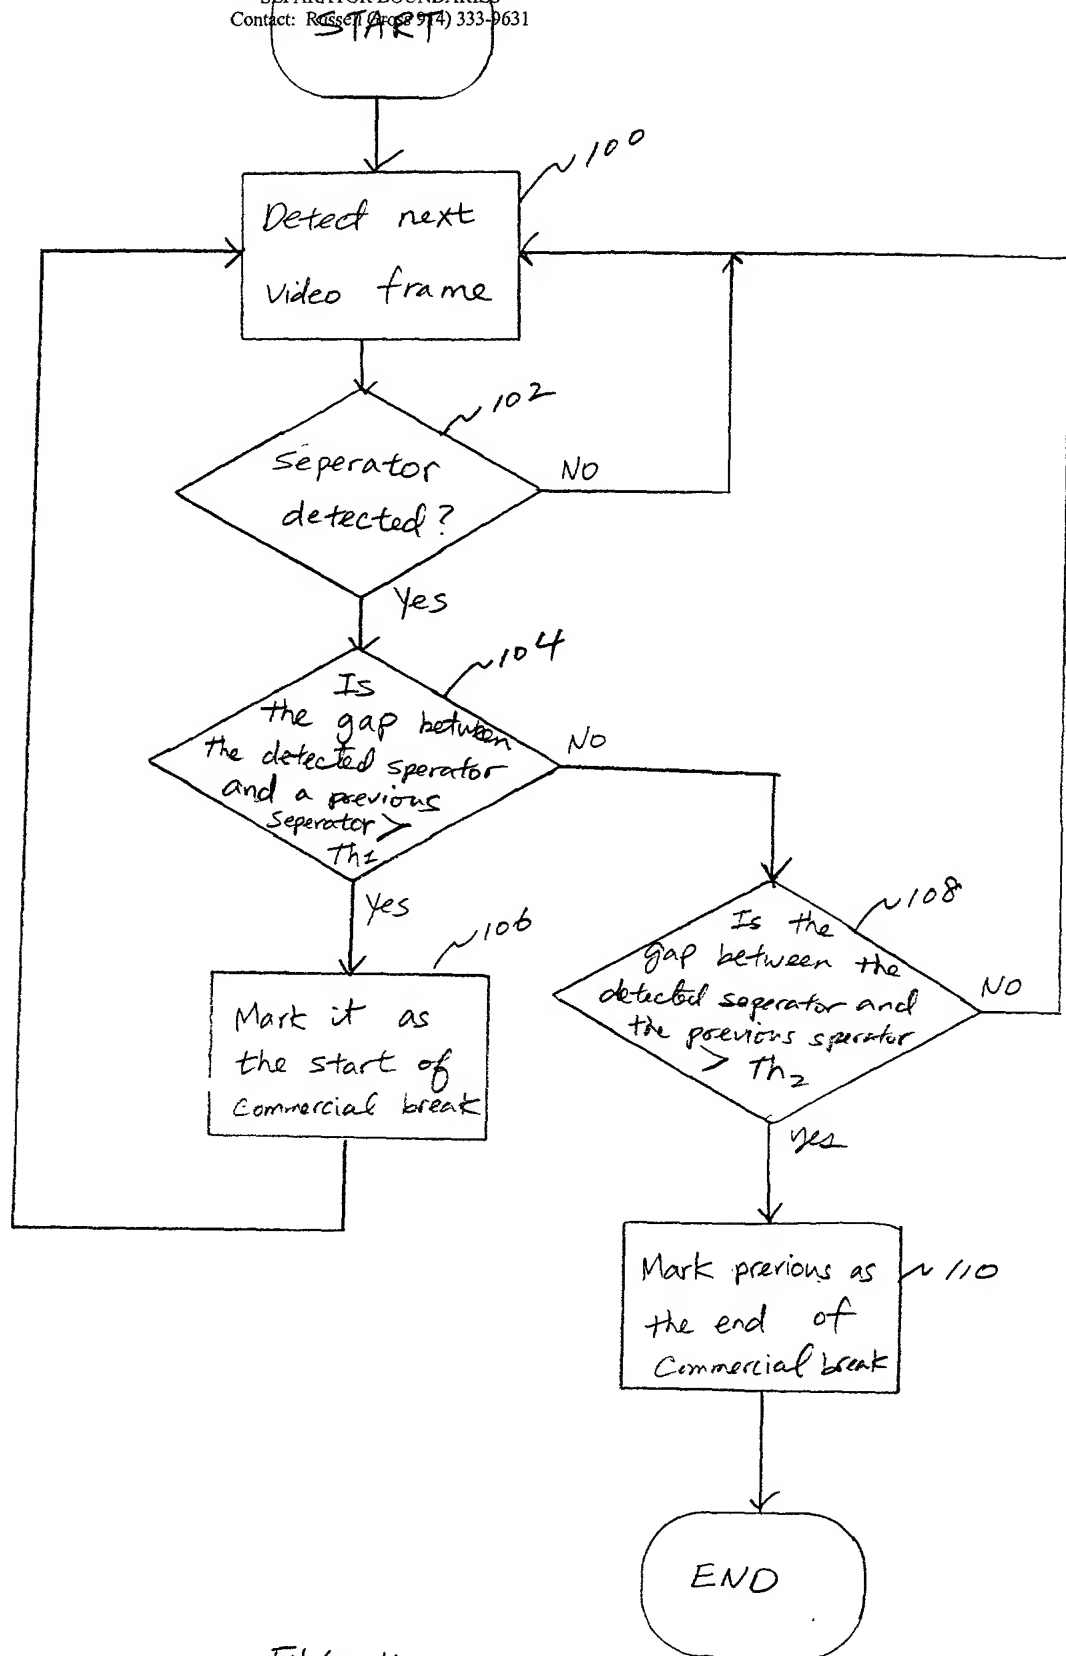 SEPARATOR BOUNDARIES
Contact: Russell Gross 914) 333-9631
START
100
Detect next
video frame
102
Seperator
detected?
NO
Yes
104
Is
the gap between
the detected sperator
and a previous
Seperator >
Th1
NO
Yes
106
Mark it as
the start of
Commercial break
108
Is the
gap between the
detected seperator and
the previous sperator
> Th2
NO
yes
Mark previous as
the end of
Commercial break
110
END